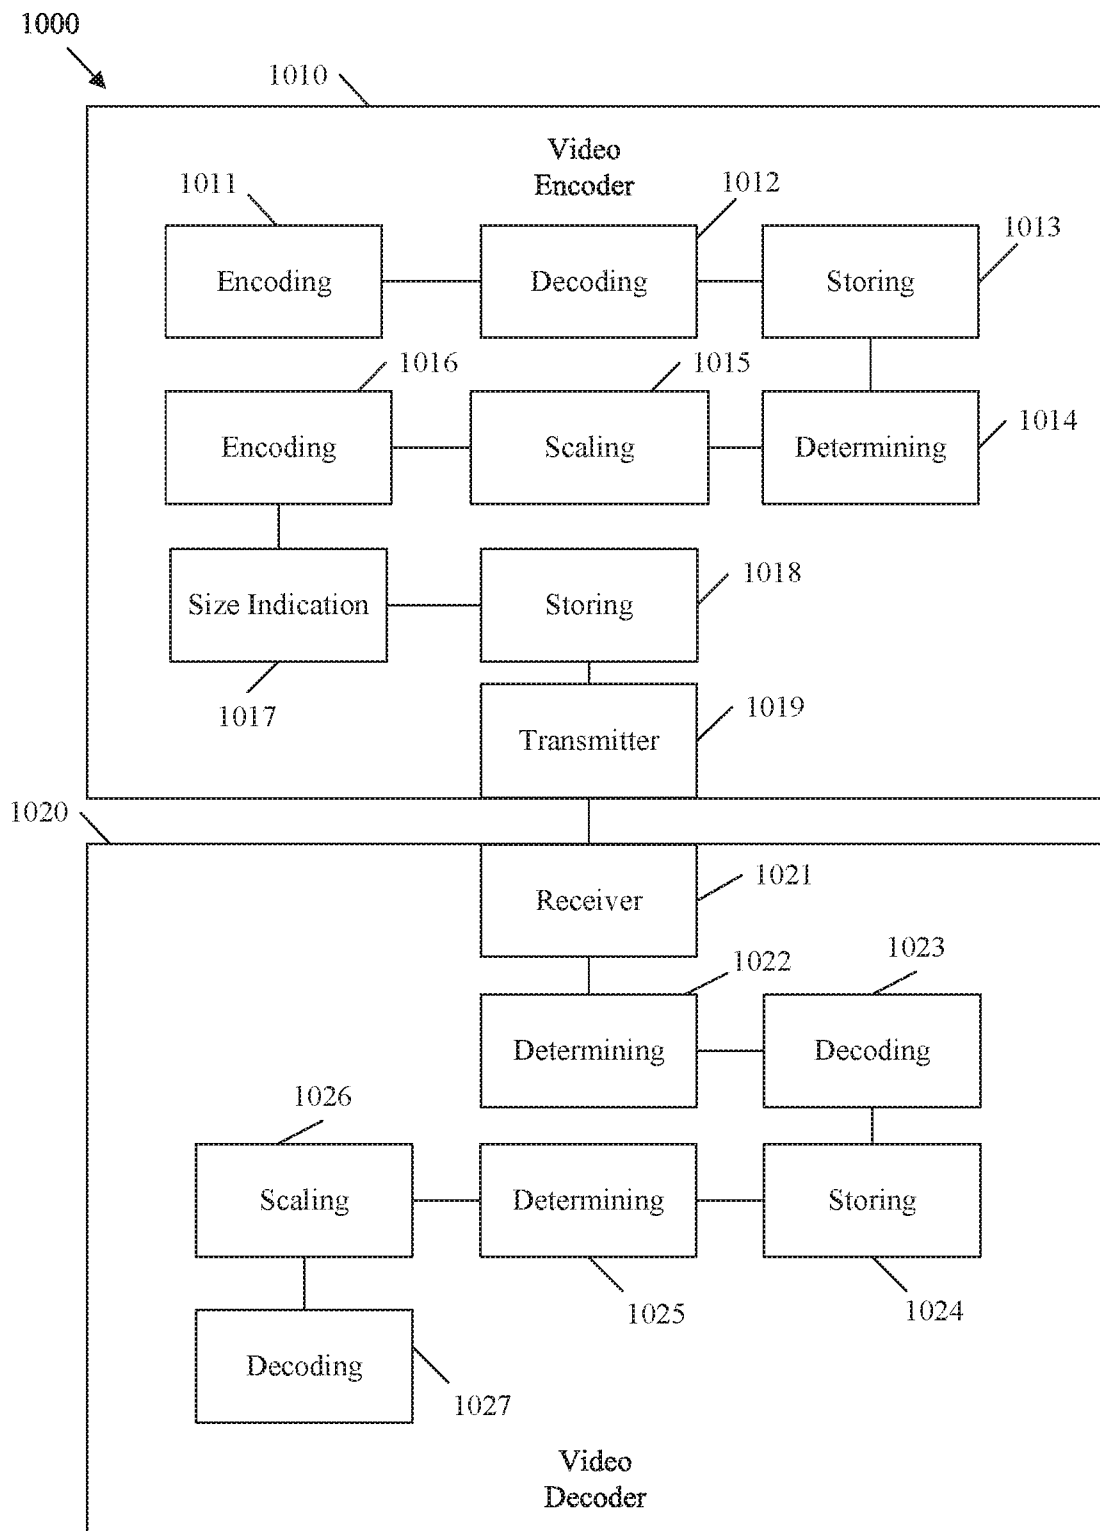 1000
1010
Video
Encoder
1011
1012
1013
Encoding
Decoding
Storing
1016
1015
1014
Encoding
Scaling
Determining
1018
Size Indication
Storing
1017
1019
Transmitter
1020
1021
Receiver
1022
1023
Determining
Decoding
1026
Scaling
Determining
Storing
1025
1024
Decoding
1027
Video
Decoder